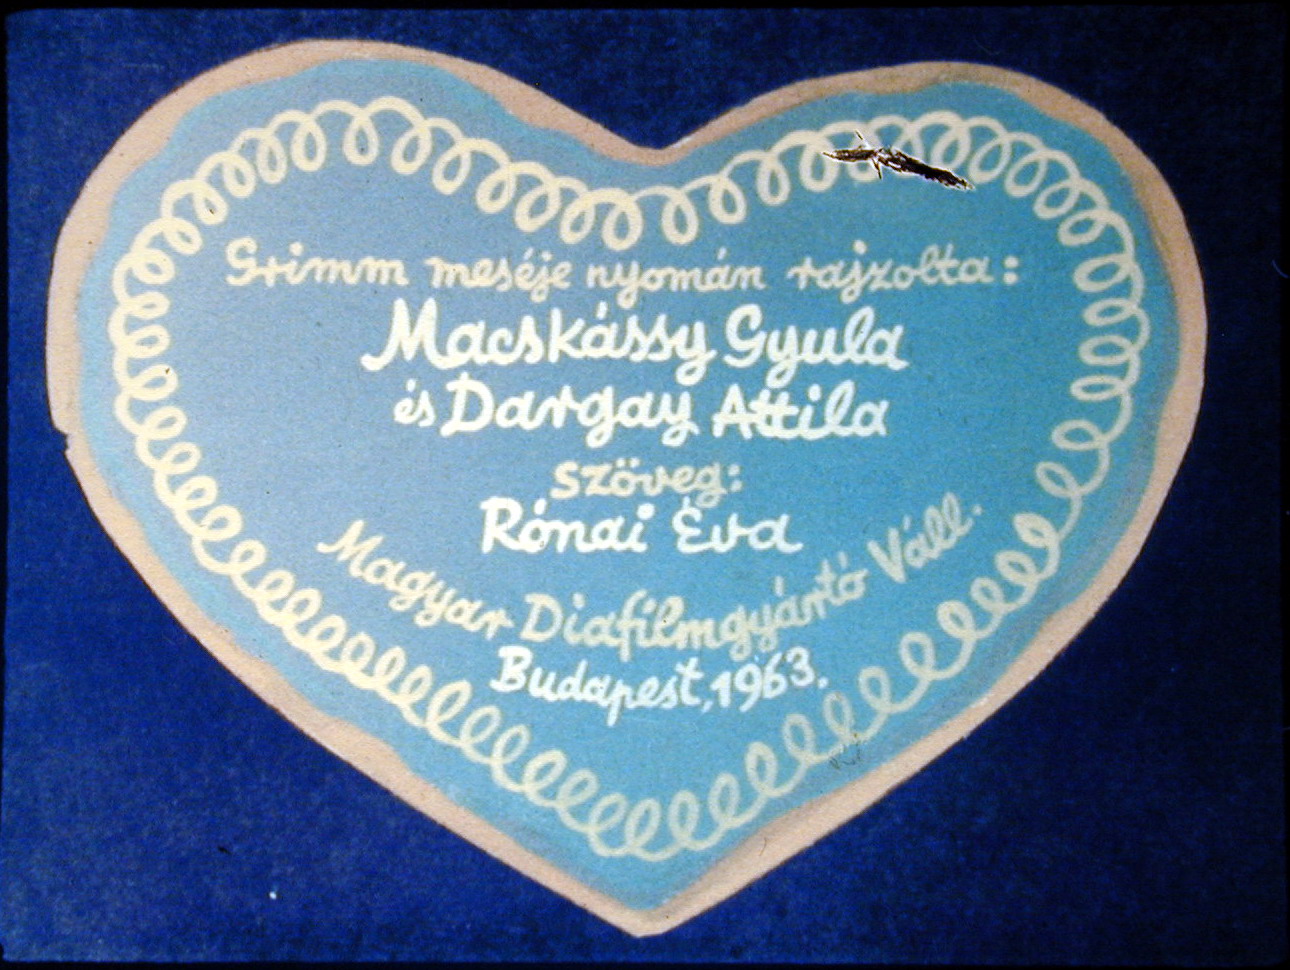 Grimm meséje nyomán rajzolta:
Macskássy Gyula
és Dargay Attila
szöveg:
Rónai Éva
Magyar Diafilmgyártó Váll.
Budapest, 1963.